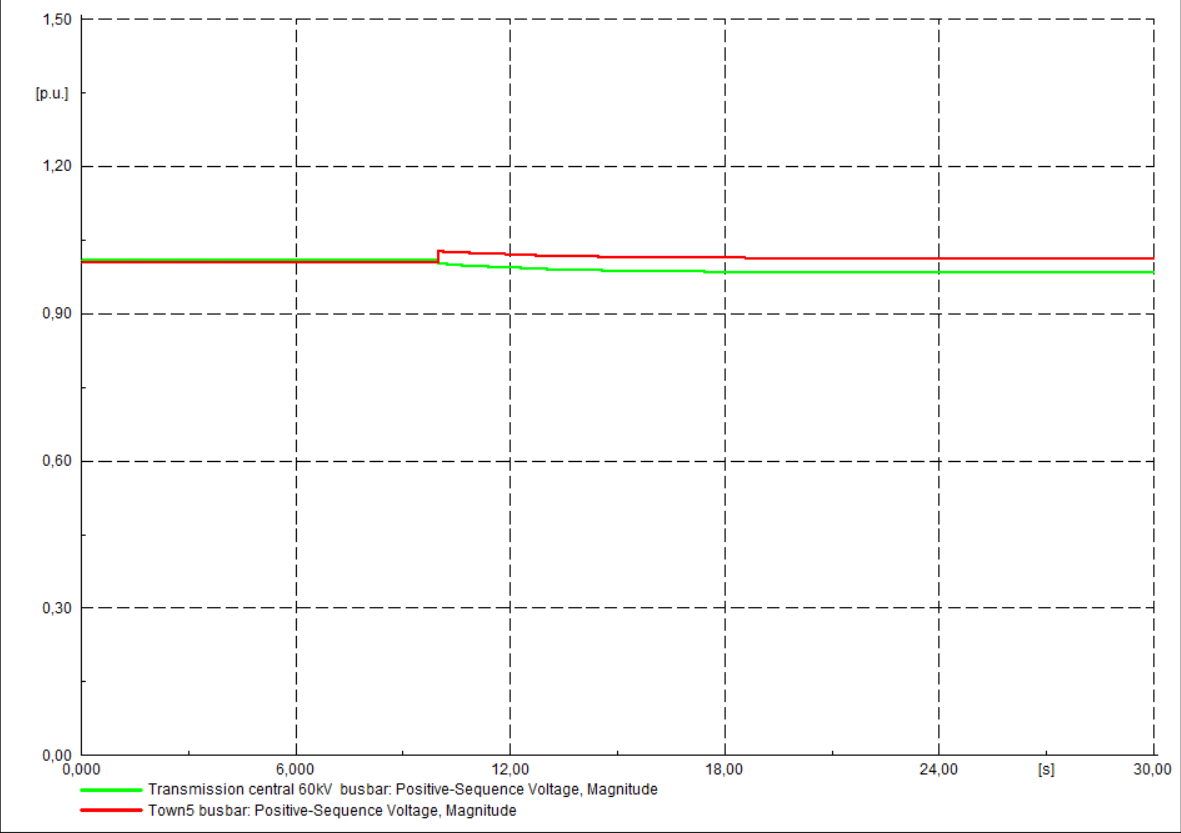 1,50
[p.u.]
1,20
0,90
0,60
0,30
0,00
0,000 6,000 12,00 18,00 24,00 [s] 30,00
Transmission central 60kV  busbar: Positive-Sequence Voltage, Magnitude
Town5 busbar: Positive-Sequence Voltage, Magnitude